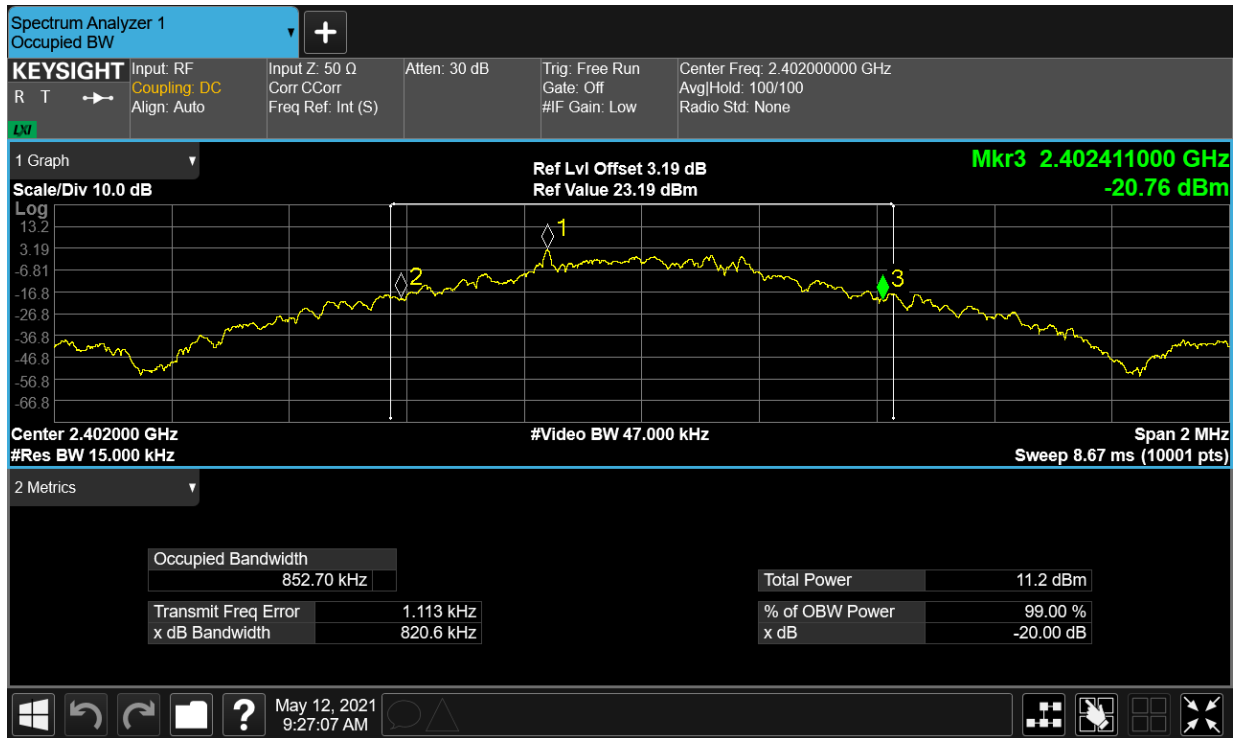 Spectrum Analyzer 1
Occupied BW
KEYSIGHT
R T
LXI
Input: RF
Coupling: DC
Align: Auto
Input Z: 50 Ω
Corr CCorr
Freq Ref: Int (S)
Atten: 30 dB
Trig: Free Run
Gate: Off
#IF Gain: Low
Center Freq: 2.402000000 GHz
Avg|Hold: 100/100
Radio Std: None
1 Graph
Scale/Div 10.0 dB
Ref Lvl Offset 3.19 dB
Ref Value 23.19 dBm
Mkr3 2.402411000 GHz
-20.76 dBm
Log
13.2
3.19
-6.81
-16.8
-26.8
-36.8
-46.8
-56.8
-66.8
1
2
3
Center 2.402000 GHz
#Res BW 15.000 kHz
#Video BW 47.000 kHz
Span 2 MHz
Sweep 8.67 ms (10001 pts)
2 Metrics
Occupied Bandwidth
852.70 kHz
Transmit Freq Error 1.113 kHz
x dB Bandwidth 820.6 kHz
Total Power 11.2 dBm
% of OBW Power 99.00 %
x dB -20.00 dB
?
May 12, 2021
9:27:07 AM